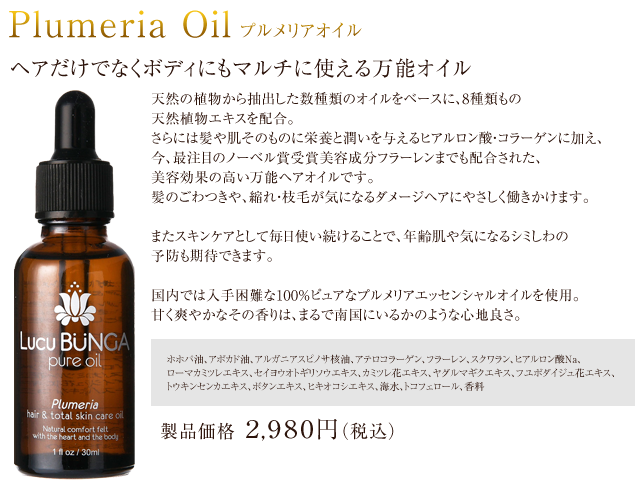 Plumeria Oil プルメリアオイル
ヘアだけでなくボディにもマルチに使える万能オイル
天然の植物から抽出した数種類のオイルをベースに、8種類もの
天然植物エキスを配合。
さらには髪や肌そのものに栄養と潤いを与えるヒアルロン酸・コラーゲンに加え、
今、最注目のノーベル賞受賞美容成分フラーレンまでも配合された、
美容効果の高い万能ヘアオイルです。
髪のごわつきや、縮れ・枝毛が気になるダメージヘアにやさしく働きかけます。
またスキンケアとして毎日使い続けることで、年齢肌や気になるシミしわの
予防も期待できます。
国内では入手困難な100%ピュアなプルメリアエッセンシャルオイルを使用。
甘く爽やかなその香りは、まるで南国にいるかのような心地良さ。
ホホバ油、アボカド油、アルガニアスピノサ核油、アテロコラーゲン、フラーレン、スクワラン、ヒアルロン酸Na、
ローマカミツレエキス、セイヨウオトギリソウエキス、カミツレ花エキス、ヤグルマギクエキス、フユボダイジュ花エキス、
トウキンセンカエキス、ボタンエキス、ヒキオコシエキス、海水、トコフェロール、香料
製品価格 2,980円（税込）
Lucu BÜNGA
pure oil
Plumeria
hair & total skin care oil
Natural comfort felt
with the heart and the body
1 fl oz / 30ml